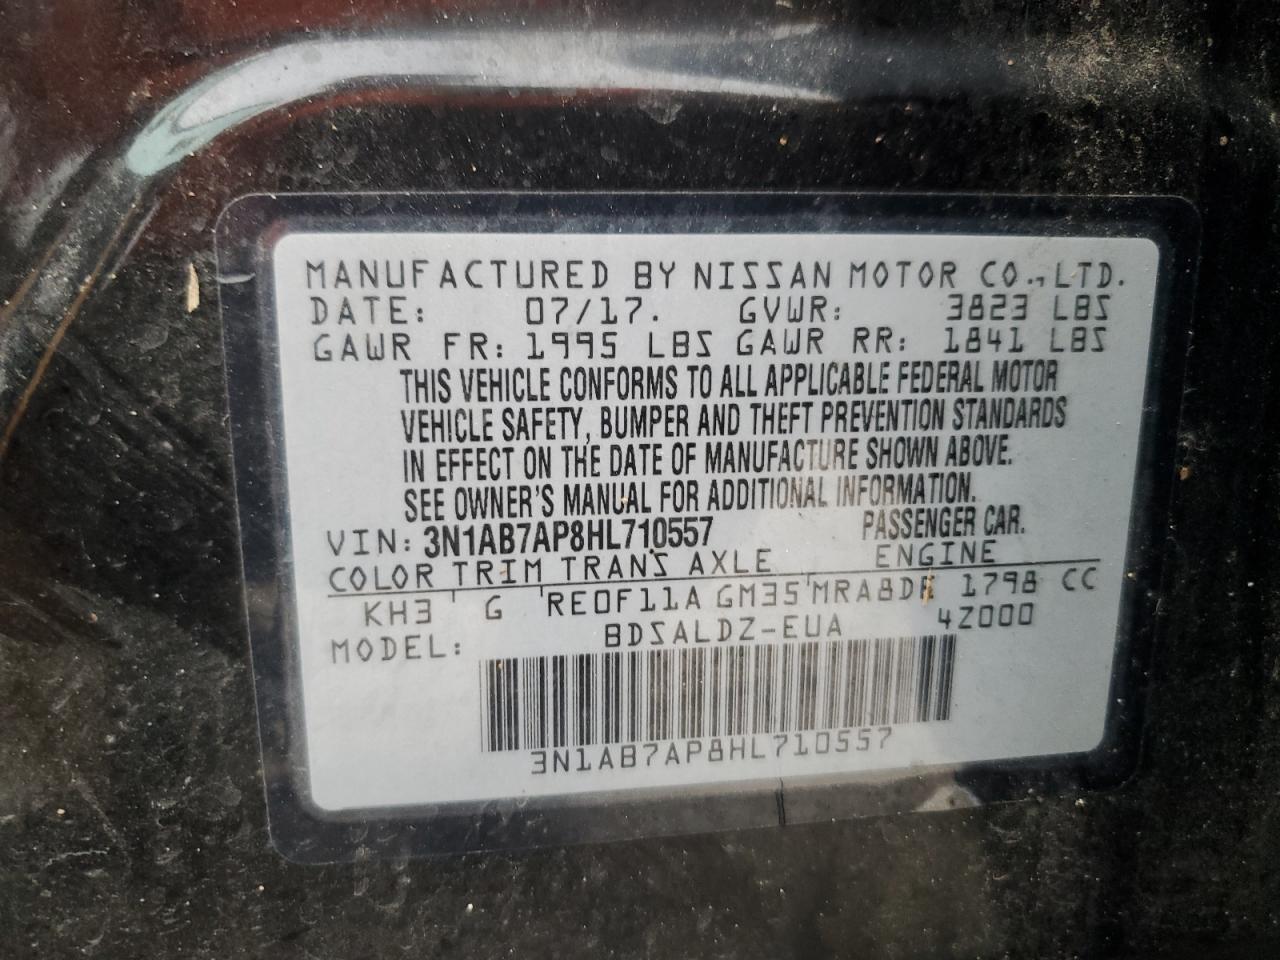 MANUFACTURED BY NISSAN MOTOR CO., LTD.
DATE: 07/17. GVWR: 3823 LBS
GAWR FR: 1995 LBS GAWR RR: 1841 LBS
THIS VEHICLE CONFORMS TO ALL APPLICABLE FEDERAL MOTOR
VEHICLE SAFETY, BUMPER AND THEFT PREVENTION STANDARDS
IN EFFECT ON THE DATE OF MANUFACTURE SHOWN ABOVE.
SEE OWNER'S MANUAL FOR ADDITIONAL INFORMATION.
VIN: 3N1AB7AP8HL710557 PASSENGER CAR.
COLOR TRIM TRANS AXLE ENGINE
KH3 G RE0F11A GM35 MRA8DE 1798 CC
MODEL: BDSALDZ-EUA 4Z000
3N1AB7AP8HL710557